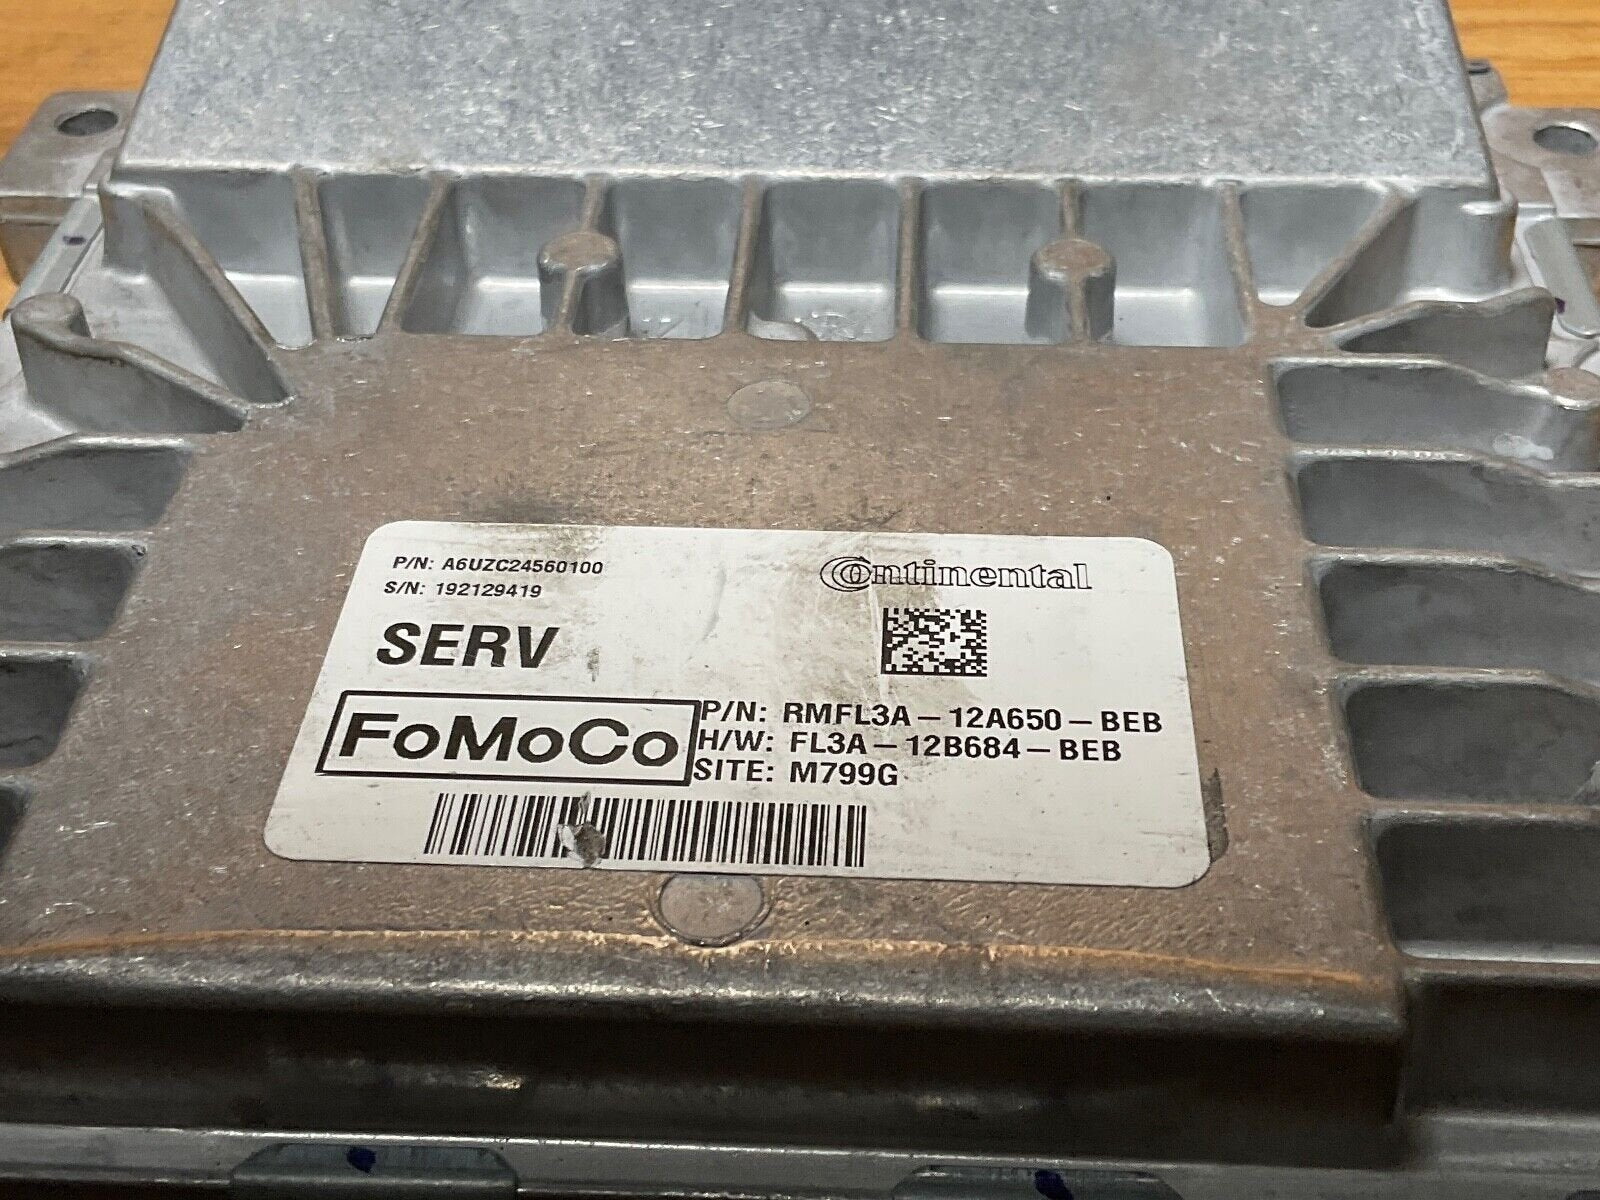 P/N: A6UZC24560100
S/N: 192129419
Continental
SERV
FoMoCo
P/N: RMFL3A-12A650-BEB
H/W: FL3A-12B684-BEB
SITE: M799G